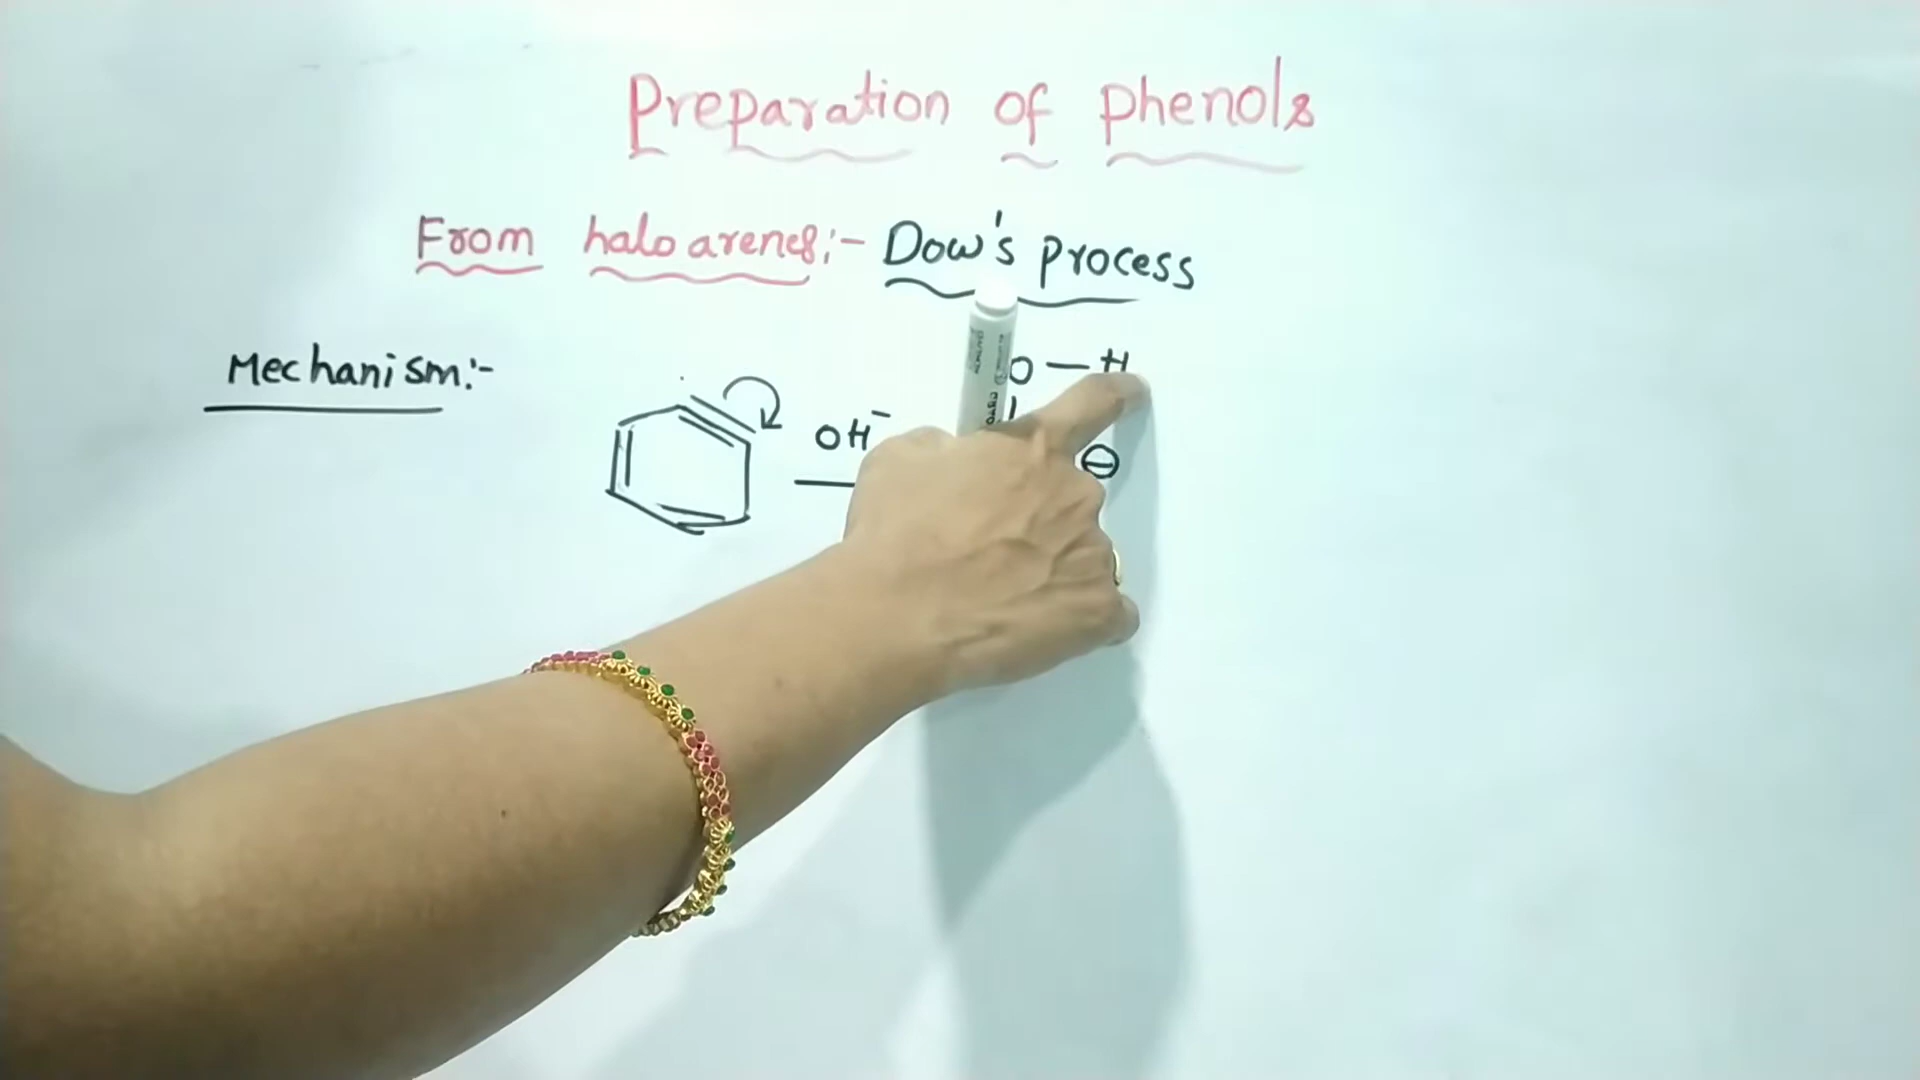 Preparation of phenols
From haloarenes:- Dow's process
Mechanism:-
O — H
OH⁻
⊖